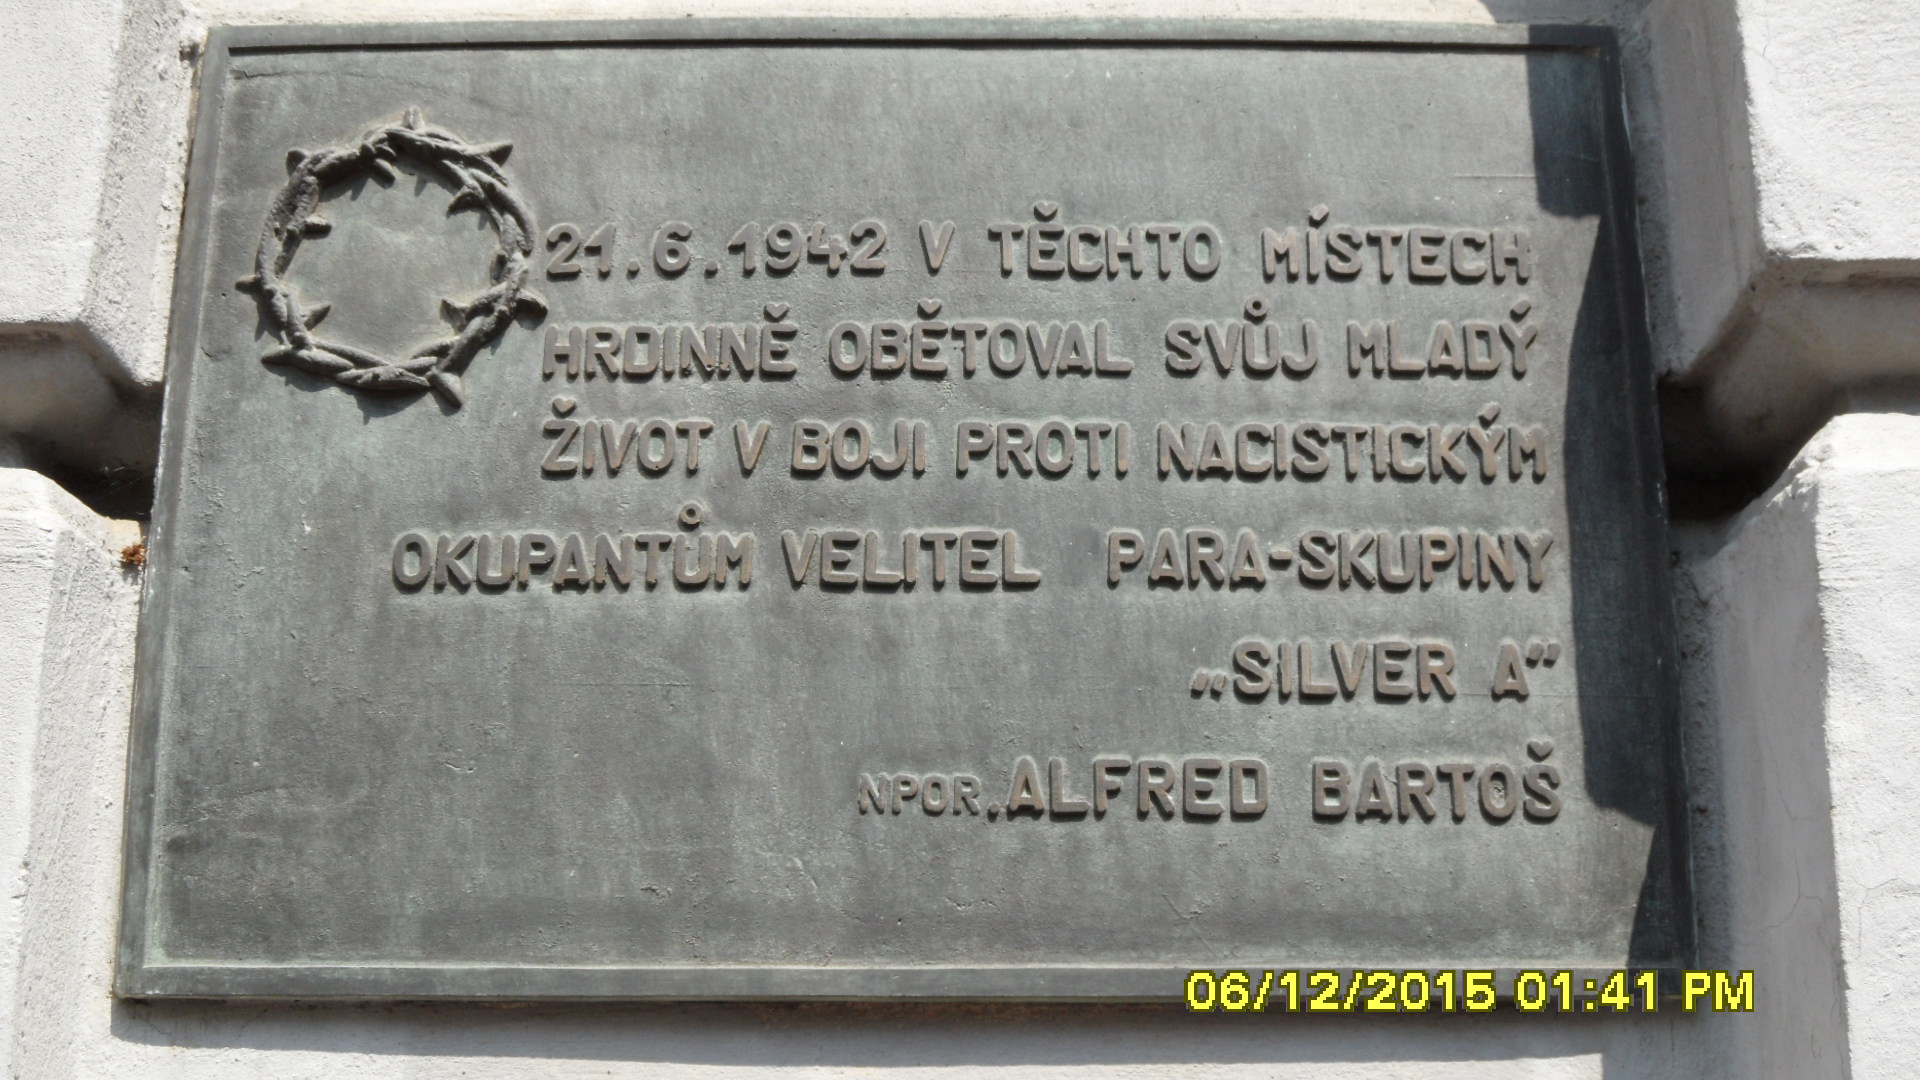 21.6.1942 V TĚCHTO MÍSTECH
HRDINNĚ OBĚTOVAL SVŮJ MLADÝ
ŽIVOT V BOJI PROTI NACISTICKÝM
OKUPANTŮM VELITEL PARA-SKUPINY
„SILVER A”
NPOR. ALFRED BARTOŠ
06/12/2015 01:41 PM